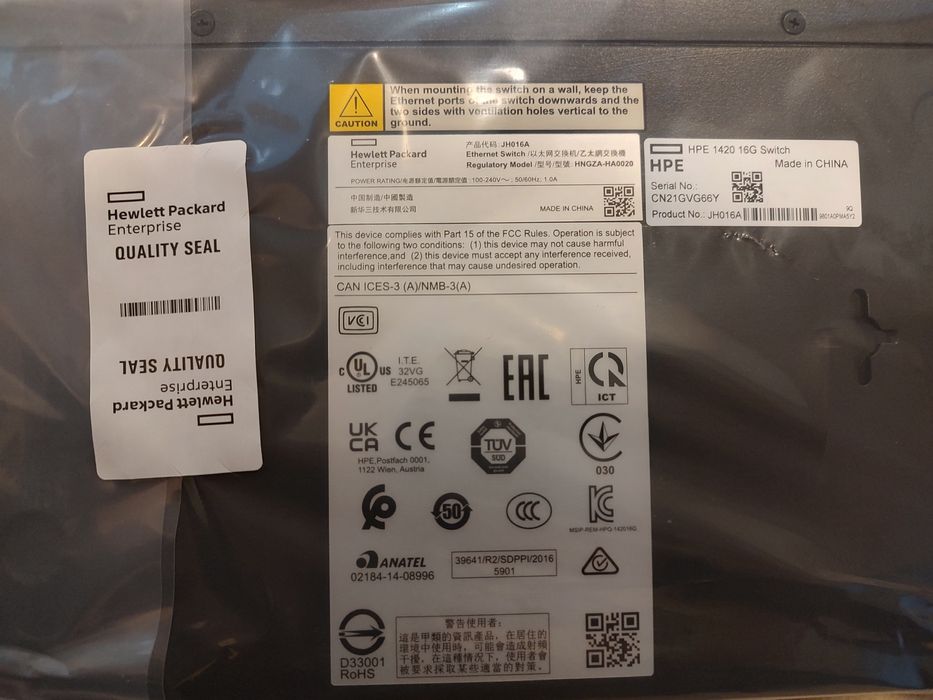 CAUTION
When mounting the switch on a wall, keep the
Ethernet ports of the switch downwards and the
two sides with ventilation holes vertical to the
ground.
Hewlett Packard
Enterprise
产品代码: JH016A
Ethernet Switch /以太网交换机/乙太網交換機
Regulatory Model /型号/型號: HNGZA-HA0020
POWER RATING/电源额定值/電源額定值: 100-240V～; 50/60Hz; 1.0A
中国制造/中國製造
新华三技术有限公司
MADE IN CHINA
HPE
HPE 1420 16G Switch
Made in CHINA
Serial No.:
CN21GVG66Y
Product No.: JH016A
9Q
9801A0PMASY2
Hewlett Packard
Enterprise
QUALITY SEAL
QUALITY SEAL
Enterprise
Hewlett Packard
This device complies with Part 15 of the FCC Rules. Operation is subject
to the following two conditions: (1) this device may not cause harmful
interference,and (2) this device must accept any interference received,
including interference that may cause undesired operation.
CAN ICES-3 (A)/NMB-3(A)
VCI
C UL US
LISTED
I.T.E.
32VG
E245065
EAC
HPE
ICT
UK
CA
CE
HPE,Postfach 0001,
1122 Wien, Austria
TÜV
SÜD
030
50
CCC
MSIP-REM-HPG-142016G
ANATEL
02184-14-08996
39641/R2/SDPPI/2016
5901
D33001
RoHS
警告使用者:
這是甲類的資訊產品，在居住的
環境中使用時，可能會造成射頻
干擾，在這種情況下，使用者會
被要求採取某些適當的對策。